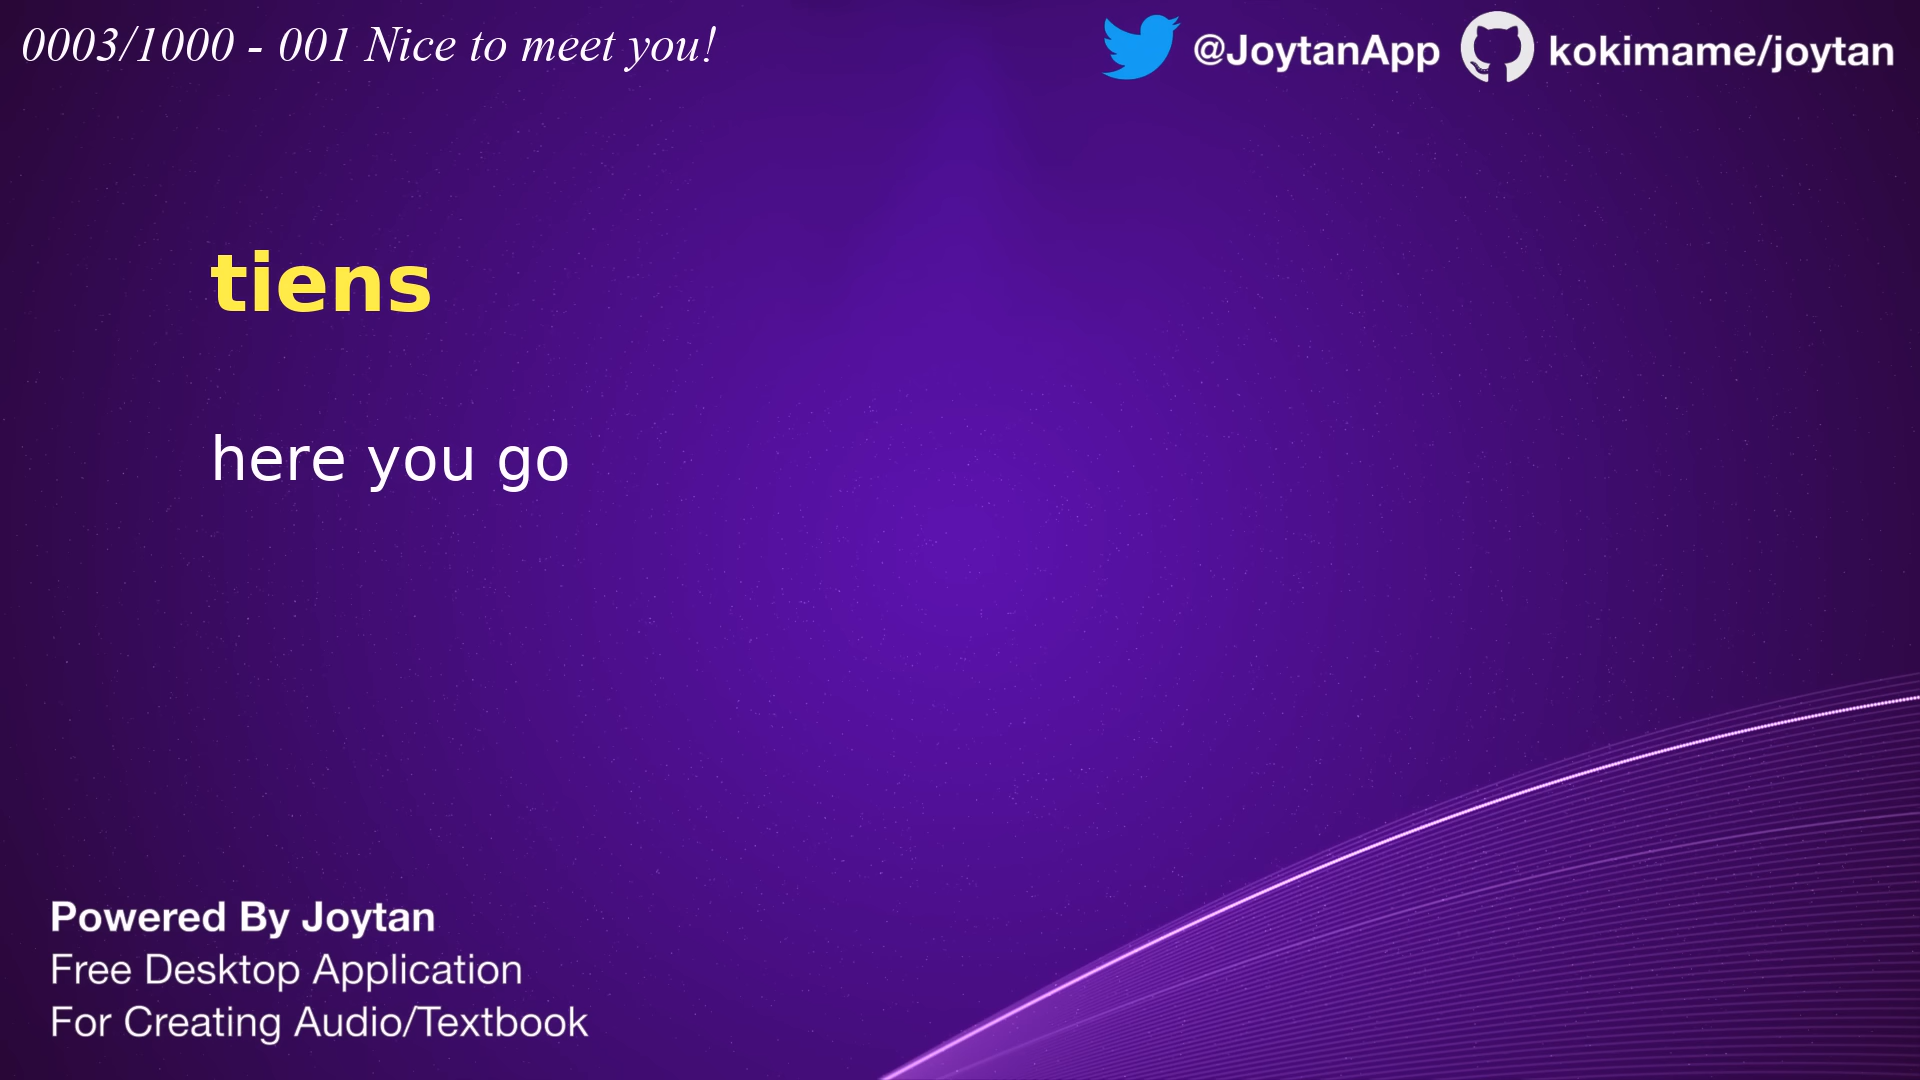 0003/1000 - 001 Nice to meet you!
@JoytanApp
kokimame/joytan
tiens
here you go
Powered By Joytan
Free Desktop Application
For Creating Audio/Textbook